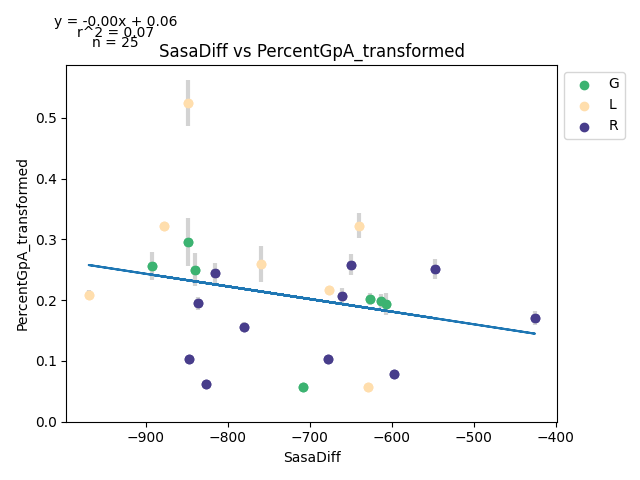 y = -0.00x + 0.06
r^2 = 0.07
n = 25
SasaDiff vs PercentGpA_transformed
G
L
R
PercentGpA_transformed
0.5
0.4
0.3
0.2
0.1
0.0
−900
−800
−700
−600
−500
−400
SasaDiff